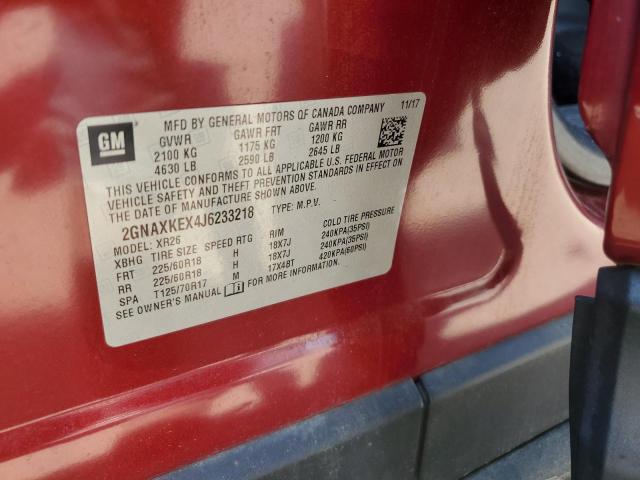 GM
MFD BY GENERAL MOTORS OF CANADA COMPANY 11/17
GVWR GAWR FRT GAWR RR
2100 KG 1175 KG 1200 KG
4630 LB 2590 LB 2645 LB
THIS VEHICLE CONFORMS TO ALL APPLICABLE U.S. FEDERAL MOTOR
VEHICLE SAFETY AND THEFT PREVENTION STANDARDS IN EFFECT ON
THE DATE OF MANUFACTURE SHOWN ABOVE.
2GNAXKEX4J6233218 TYPE: M.P.V.
MODEL: XR26
XBHG TIRE SIZE SPEED RTG RIM COLD TIRE PRESSURE
FRT 225/60R18 H 18X7J 240KPA(35PSI)
RR 225/60R18 H 18X7J 240KPA(35PSI)
SPA T125/70R17 M 17X4BT 420KPA(60PSI)
SEE OWNER'S MANUAL FOR MORE INFORMATION.